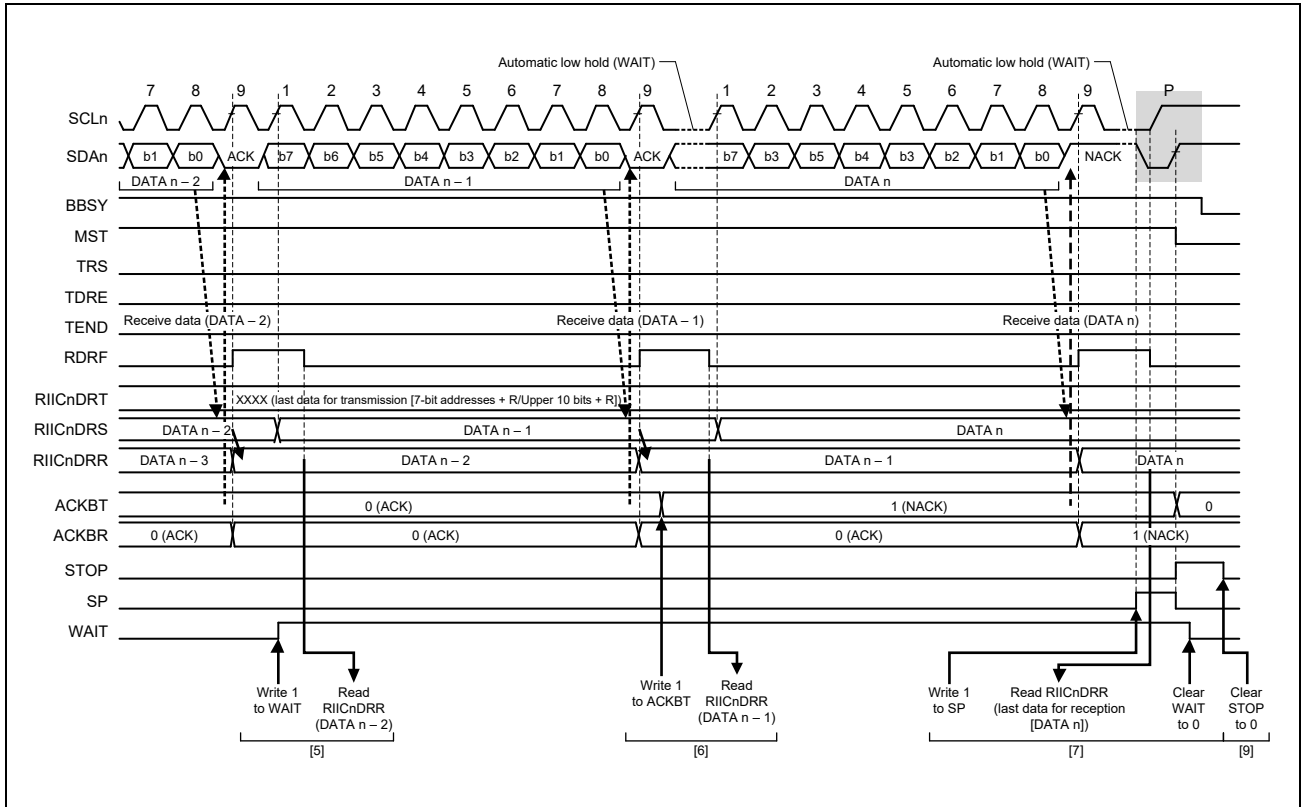 Automatic low hold (WAIT) Automatic low hold (WAIT)
7 8 9 1 2 3 4 5 6 7 8 9 1 2 3 4 5 6 7 8 9 P
SCLn
SDAn b1 b0 ACK b7 b6 b5 b4 b3 b2 b1 b0 ACK b7 b3 b5 b4 b3 b2 b1 b0 NACK
DATA n – 2 DATA n – 1 DATA n
BBSY
MST
TRS
TDRE
TEND Receive data (DATA – 2) Receive data (DATA – 1) Receive data (DATA n)
RDRF
RIICnDRT XXXX (last data for transmission [7-bit addresses + R/Upper 10 bits + R])
RIICnDRS DATA n – 2 DATA n – 1 DATA n
RIICnDRR DATA n – 3 DATA n – 2 DATA n – 1 DATA n
ACKBT 0 (ACK) 1 (NACK) 0
ACKBR 0 (ACK) 0 (ACK) 0 (ACK) 1 (NACK)
STOP
SP
WAIT
Write 1
to WAIT
Read
RIICnDRR
(DATA n – 2)
Write 1
to ACKBT
Read
RIICnDRR
(DATA n – 1)
Write 1
to SP
Read RIICnDRR
(last data for reception
[DATA n])
Clear
WAIT
to 0
Clear
STOP
to 0
[5] [6] [7] [9]